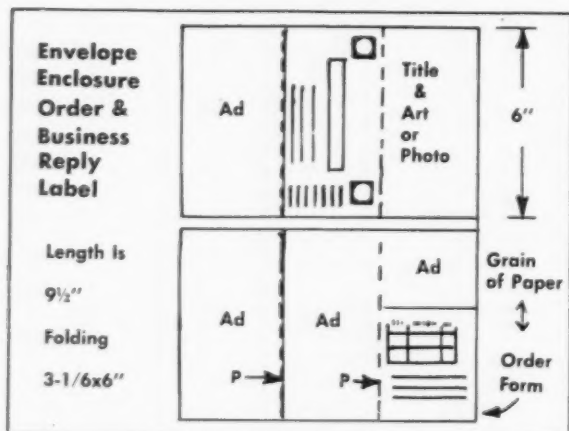 Envelope
Enclosure
Order &
Business
Reply
Label
Ad
Title
&
Art
or
Photo
6"
Length Is
9½"
Folding
3-1/6x6"
Ad
Ad
P
P
Ad
Grain
of Paper
Order
Form